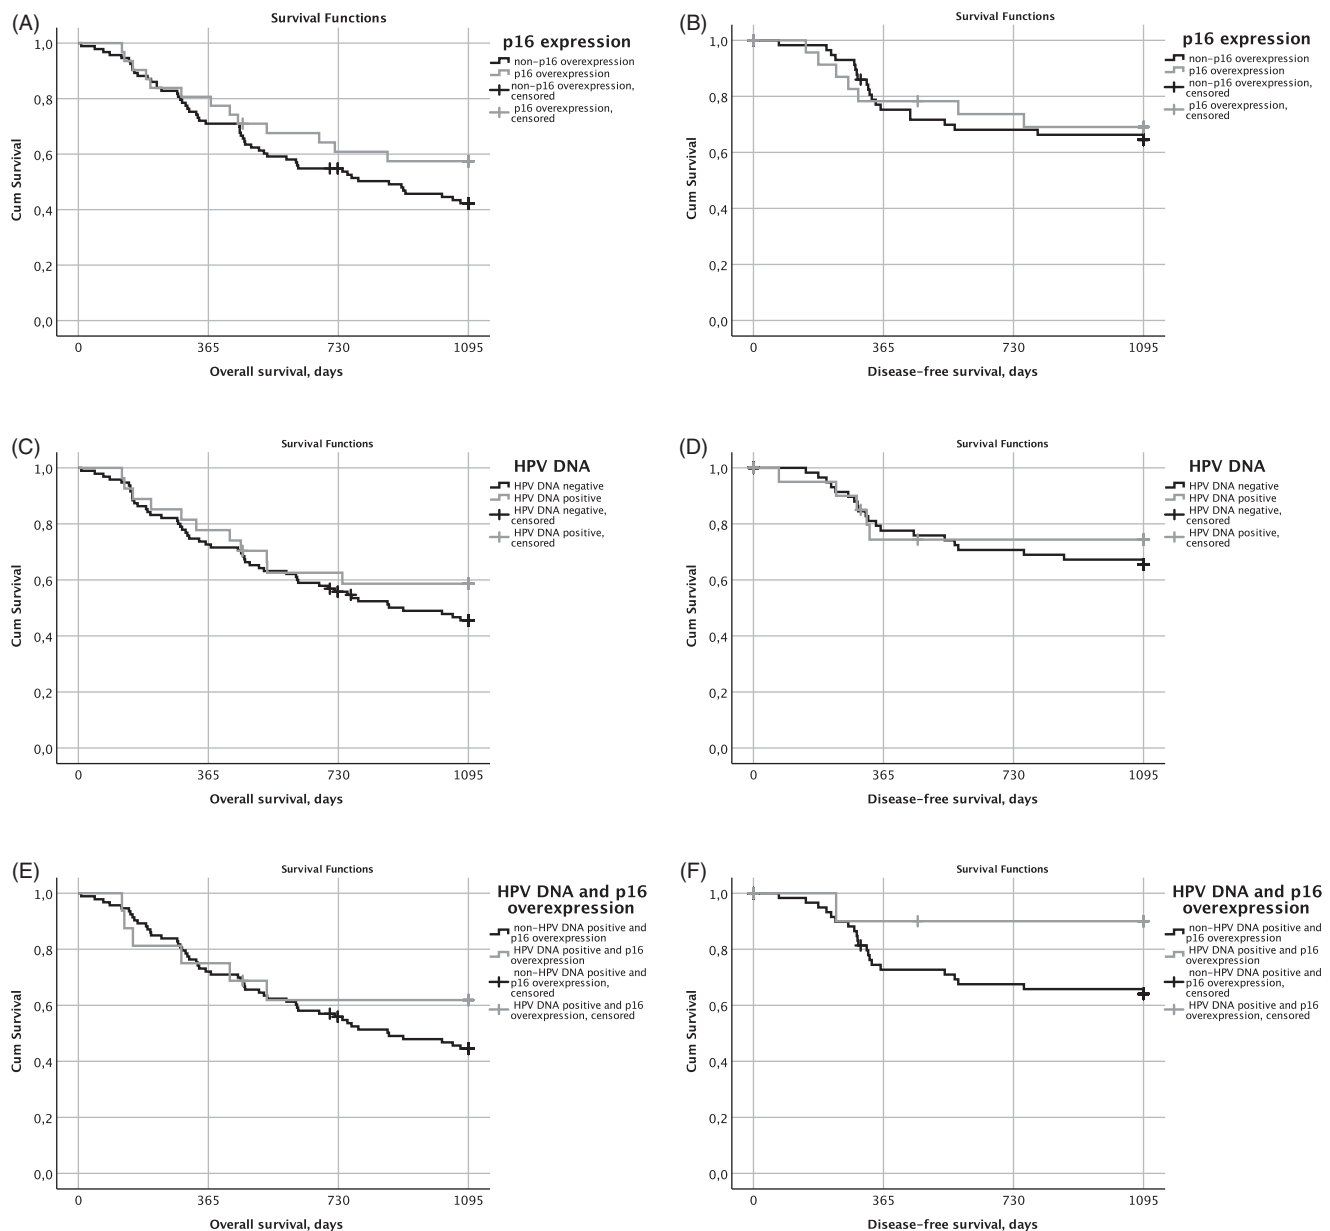 (A)
Survival Functions
p16 expression
non-p16 overexpression
p16 overexpression
non-p16 overexpression,
censored
p16 overexpression,
censored
1,0
0,8
0,6
0,4
0,2
0,0
Cum Survival
0 365 730 1095
Overall survival, days
(B)
Survival Functions
p16 expression
non-p16 overexpression
p16 overexpression
non-p16 overexpression,
censored
p16 overexpression,
censored
1,0
0,8
0,6
0,4
0,2
0,0
Cum Survival
0 365 730 1095
Disease-free survival, days
(C)
Survival Functions
HPV DNA
HPV DNA negative
HPV DNA positive
HPV DNA negative,
censored
HPV DNA positive,
censored
1,0
0,8
0,6
0,4
0,2
0,0
Cum Survival
0 365 730 1095
Overall survival, days
(D)
Survival Functions
HPV DNA
HPV DNA negative
HPV DNA positive
HPV DNA negative,
censored
HPV DNA positive,
censored
1,0
0,8
0,6
0,4
0,2
0,0
Cum Survival
0 365 730 1095
Disease-free survival, days
(E)
Survival Functions
HPV DNA and p16
overexpression
non-HPV DNA positive and
p16 overexpression
HPV DNA positive and p16
overexpression
non-HPV DNA positive and
p16 overexpression,
censored
HPV DNA positive and p16
overexpression, censored
1,0
0,8
0,6
0,4
0,2
0,0
Cum Survival
0 365 730 1095
Overall survival, days
(F)
Survival Functions
HPV DNA and p16
overexpression
non-HPV DNA positive and
p16 overexpression
HPV DNA positive and
p16 overexpression
non-HPV DNA positive and
p16 overexpression,
censored
HPV DNA positive and p16
overexpression, censored
1,0
0,8
0,6
0,4
0,2
0,0
Cum Survival
0 365 730 1095
Disease-free survival, days